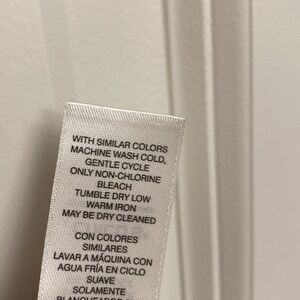 WITH SIMILAR COLORS
MACHINE WASH COLD,
GENTLE CYCLE
ONLY NON-CHLORINE
BLEACH
TUMBLE DRY LOW
WARM IRON
MAY BE DRY CLEANED
CON COLORES
SIMILARES
LAVAR A MÁQUINA CON
AGUA FRÍA EN CICLO
SUAVE
SOLAMENTE